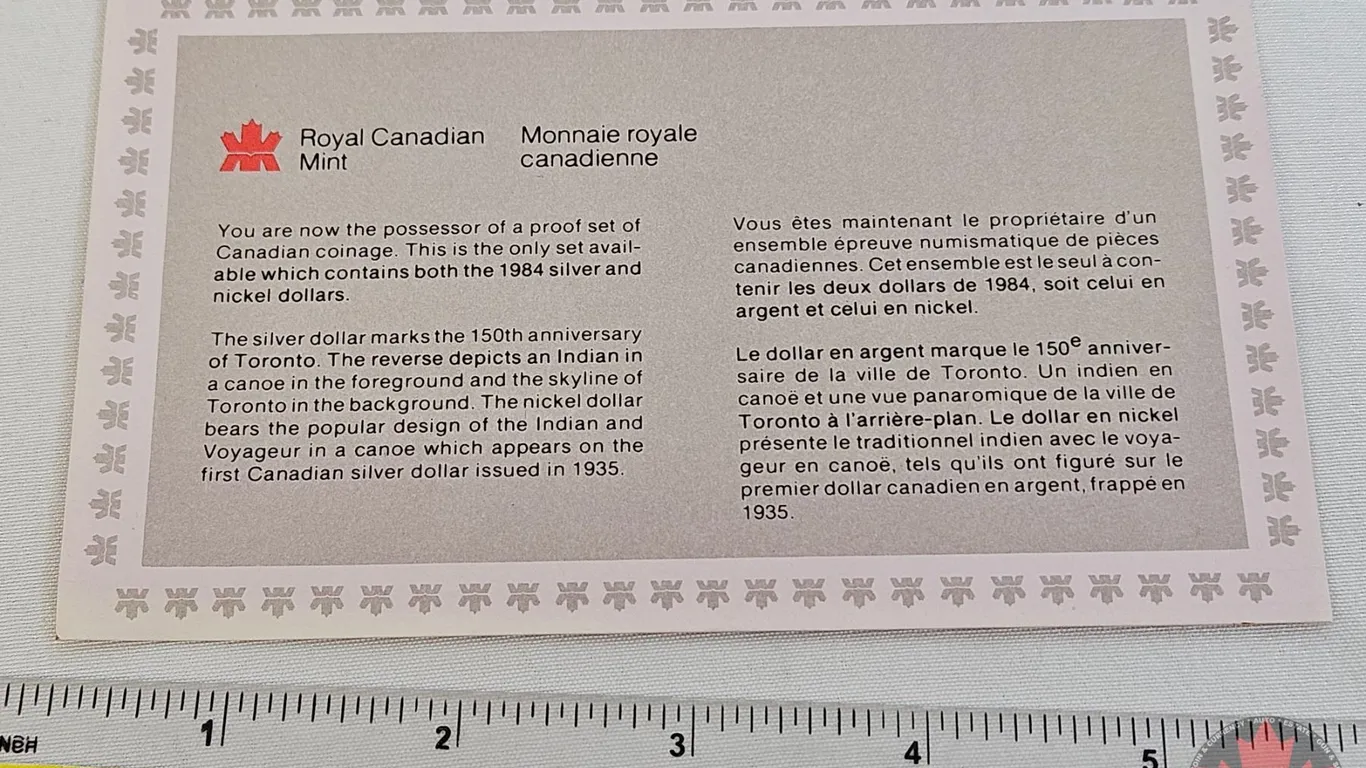 Royal Canadian
Mint
Monnaie royale
canadienne
You are now the possessor of a proof set of
Canadian coinage. This is the only set avail-
able which contains both the 1984 silver and
nickel dollars.
The silver dollar marks the 150th anniversary
of Toronto. The reverse depicts an Indian in
a canoe in the foreground and the skyline of
Toronto in the background. The nickel dollar
bears the popular design of the Indian and
Voyageur in a canoe which appears on the
first Canadian silver dollar issued in 1935.
Vous êtes maintenant le propriétaire d'un
ensemble épreuve numismatique de pièces
canadiennes. Cet ensemble est le seul à con-
tenir les deux dollars de 1984, soit celui en
argent et celui en nickel.
Le dollar en argent marque le 150e anniver-
saire de la ville de Toronto. Un indien en
canoë et une vue panaromique de la ville de
Toronto à l'arrière-plan. Le dollar en nickel
présente le traditionnel indien avec le voya-
geur en canoë, tels qu'ils ont figuré sur le
premier dollar canadien en argent, frappé en
1935.
1 2 3 4 5